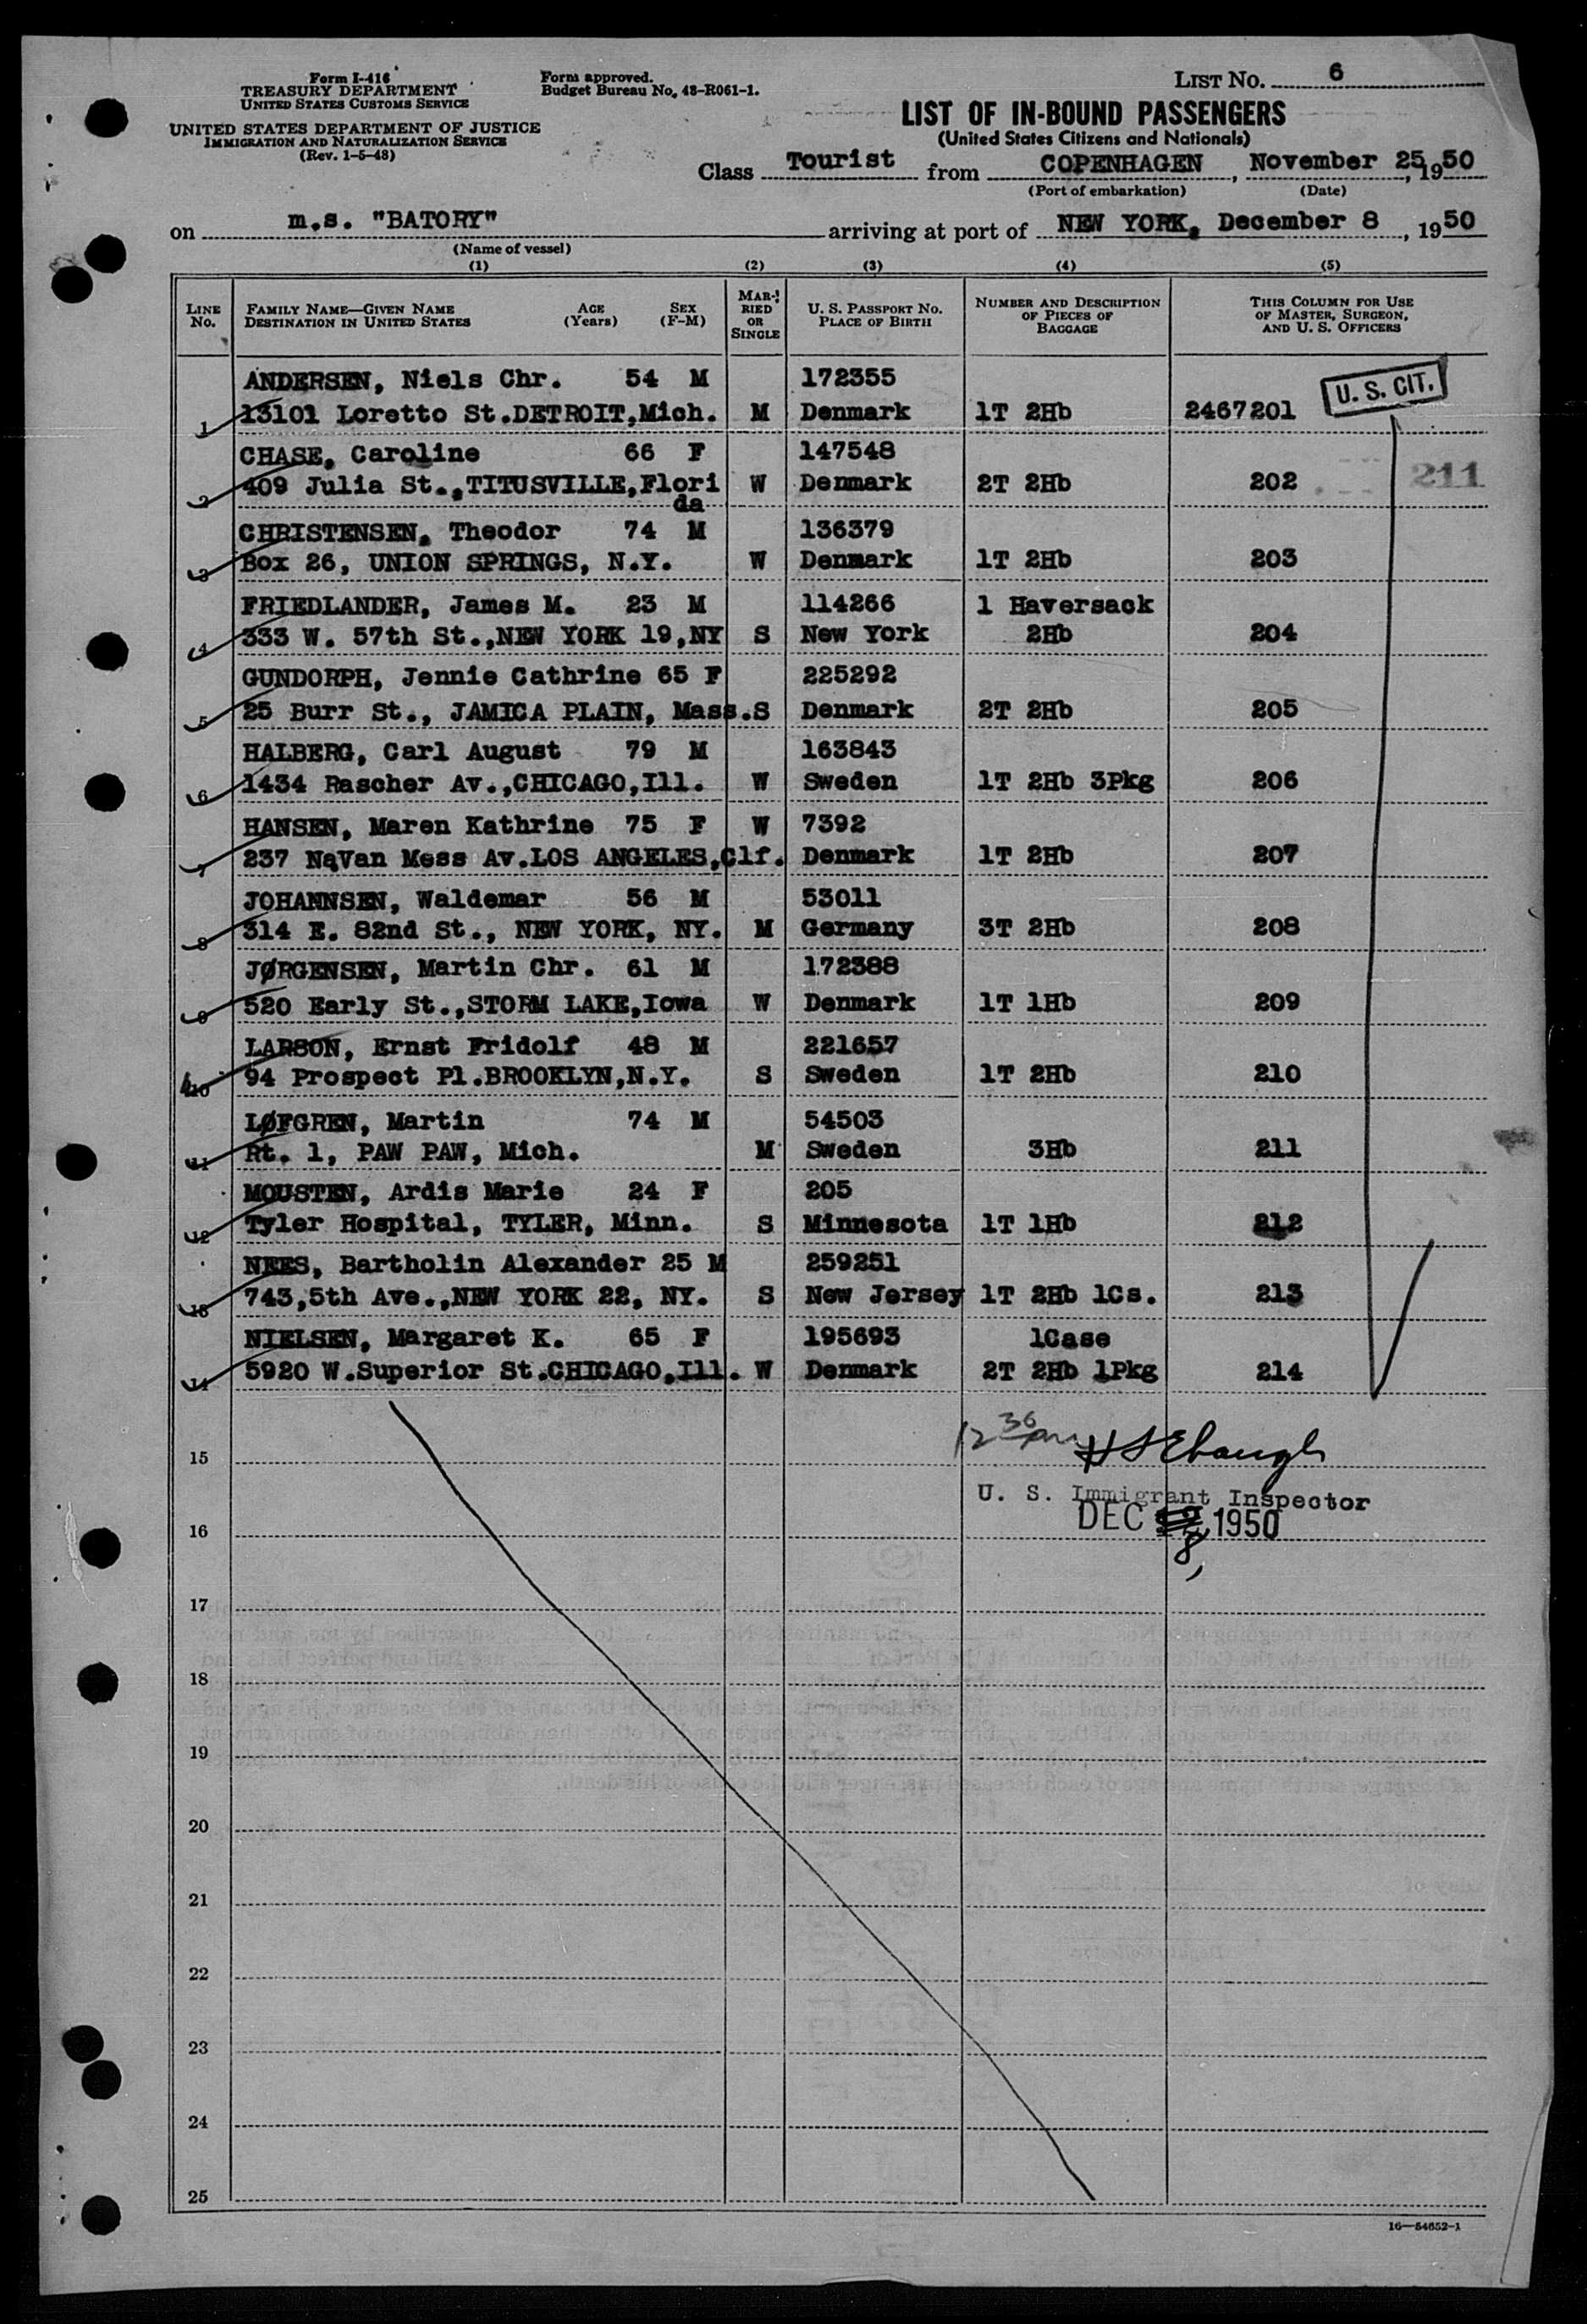 Form I-416
TREASURY DEPARTMENT
UNITED STATES CUSTOMS SERVICE
UNITED STATES DEPARTMENT OF JUSTICE
IMMIGRATION AND NATURALIZATION SERVICE
(Rev. 1-5-48)
Form approved.
Budget Bureau No. 48-R061-1.
LIST NO. 6
LIST OF IN-BOUND PASSENGERS
(United States Citizens and Nationals)
Class Tourist from COPENHAGEN, November 25, 1950
(Port of embarkation) (Date)
on m.s. "BATORY" arriving at port of NEW YORK, December 8, 1950
(Name of vessel)
(1) (2) (3) (4) (5)
LINE NO. FAMILY NAME—GIVEN NAME AGE (Years) SEX (F-M) DESTINATION IN UNITED STATES MARRIED OR SINGLE U. S. PASSPORT NO. PLACE OF BIRTH NUMBER AND DESCRIPTION OF PIECES OF BAGGAGE THIS COLUMN FOR USE OF MASTER, SURGEON, AND U. S. OFFICERS
ANDERSEN, Niels Chr. 54 M 172355 U. S. CIT.
1 13101 Loretto St.DETROIT,Mich. M Denmark 1T 2Hb 2467201
CHASE, Caroline 66 F 147548
2 409 Julia St.,TITUSVILLE,Flori W Denmark 2T 2Hb 202 211
da
CHRISTENSEN, Theodor 74 M 136379
3 Box 26, UNION SPRINGS, N.Y. W Denmark 1T 2Hb 203
FRIEDLANDER, James M. 23 M 114266 1 Haversack
4 333 W. 57th St.,NEW YORK 19,NY S New York 2Hb 204
GUNDORPH, Jennie Cathrine 65 F 225292
5 25 Burr St., JAMICA PLAIN, Mass. S Denmark 2T 2Hb 205
HALBERG, Carl August 79 M 163843
6 1434 Rascher Av.,CHICAGO,Ill. W Sweden 1T 2Hb 3Pkg 206
HANSEN, Maren Kathrine 75 F W 7392
7 237 N.Van Mess Av.LOS ANGELES,Clf. Denmark 1T 2Hb 207
JOHANNSEN, Waldemar 56 M 53011
8 314 E. 82nd St., NEW YORK, NY. M Germany 3T 2Hb 208
JØRGENSEN, Martin Chr. 61 M 172388
9 520 Early St.,STORM LAKE,Iowa W Denmark 1T 1Hb 209
LARSON, Ernst Fridolf 48 M 221657
10 94 Prospect Pl.BROOKLYN,N.Y. S Sweden 1T 2Hb 210
LØFGREN, Martin 74 M 54503
11 Rt. 1, PAW PAW, Mich. M Sweden 3Hb 211
MOUSTEN, Ardis Marie 24 F 205
12 Tyler Hospital, TYLER, Minn. S Minnesota 1T 1Hb 212
NEES, Bartholin Alexander 25 M 259251
13 743,5th Ave.,NEW YORK 22, NY. S New Jersey 1T 2Hb 1Cs. 213
NIELSEN, Margaret K. 65 F 195693 1Case
14 5920 W.Superior St.CHICAGO,Ill. W Denmark 2T 2Hb 1Pkg 214
12 30 pm
15
U. S. Immigrant Inspector
16 DEC 8, 1950
17
18
19
20
21
22
23
24
25
16—54652-1